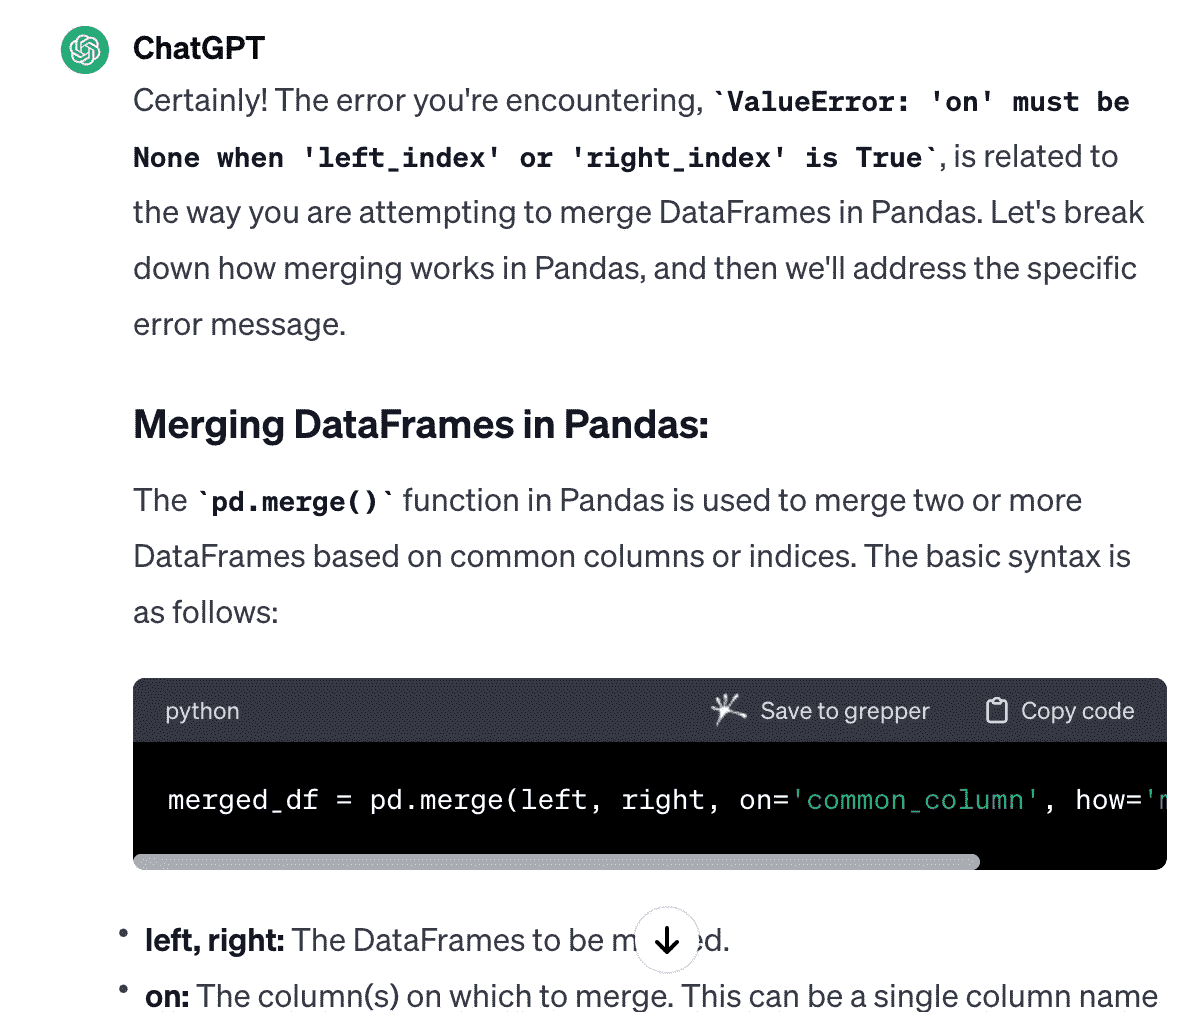 ChatGPT
Certainly! The error you're encountering, `ValueError: 'on' must be
None when 'left_index' or 'right_index' is True`, is related to
the way you are attempting to merge DataFrames in Pandas. Let's break
down how merging works in Pandas, and then we'll address the specific
error message.
Merging DataFrames in Pandas:
The `pd.merge()` function in Pandas is used to merge two or more
DataFrames based on common columns or indices. The basic syntax is
as follows:
python Save to grepper Copy code
merged_df = pd.merge(left, right, on='common_column', how='
• left, right: The DataFrames to be
• on: The column(s) on which to merge. This can be a single column name